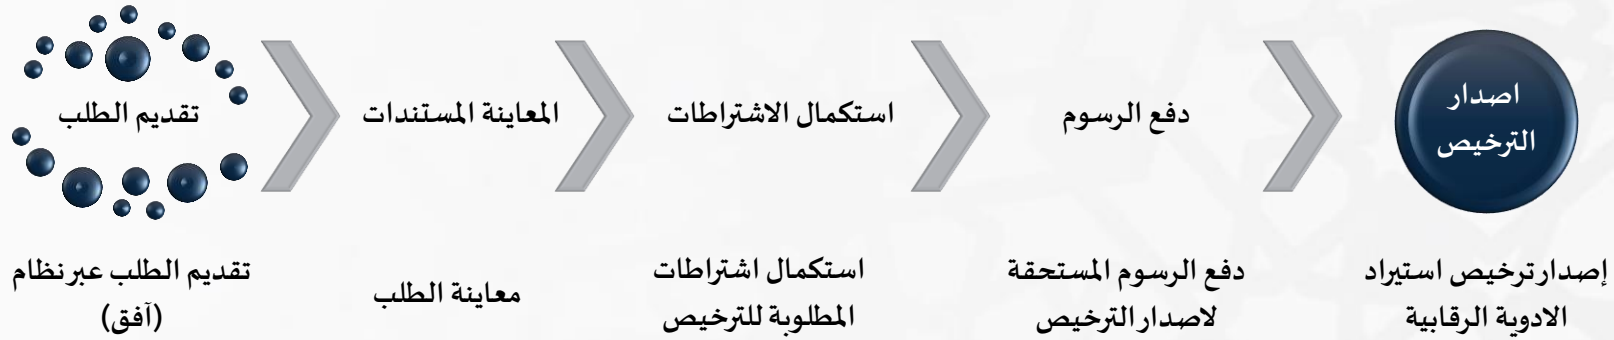 تقديم الطلب
المعاينة المستندات
استكمال الاشتراطات
دفع الرسوم
اصدار
الترخيص
تقديم الطلب عبر نظام
(آفق)
معاينة الطلب
استكمال اشتراطات
المطلوبة للترخيص
دفع الرسوم المستحقة
لاصدار الترخيص
إصدار ترخيص استيراد
الادوية الرقابية